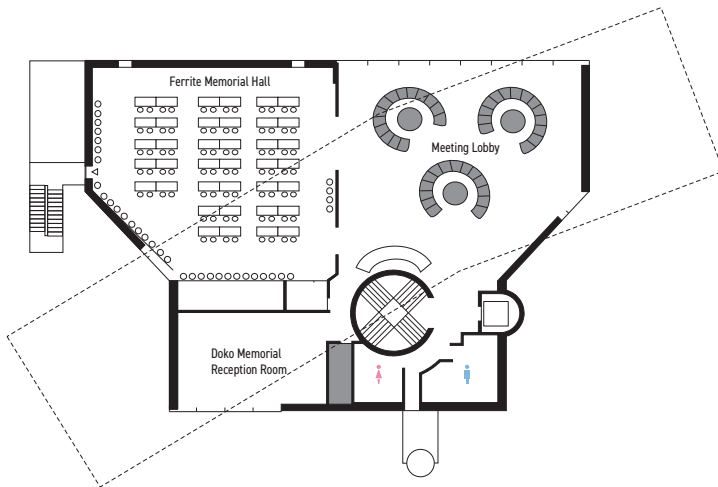 Ferrite Memorial Hall
Meeting Lobby
Doko Memorial
Reception Room